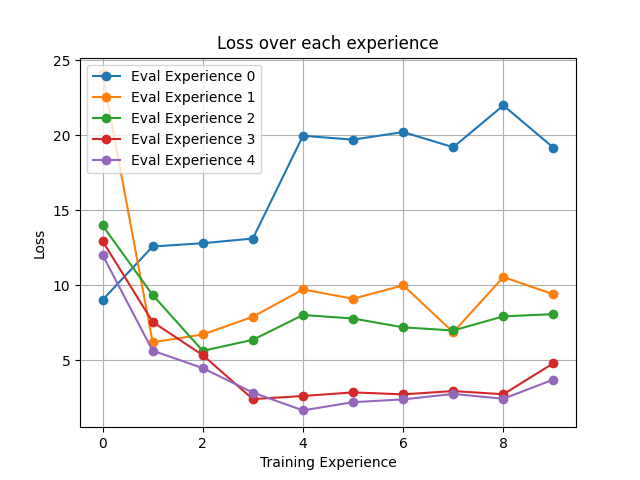 Loss over each experience
25
20
15
10
5
Loss
Eval Experience 0
Eval Experience 1
Eval Experience 2
Eval Experience 3
Eval Experience 4
0 2 4 6 8
Training Experience